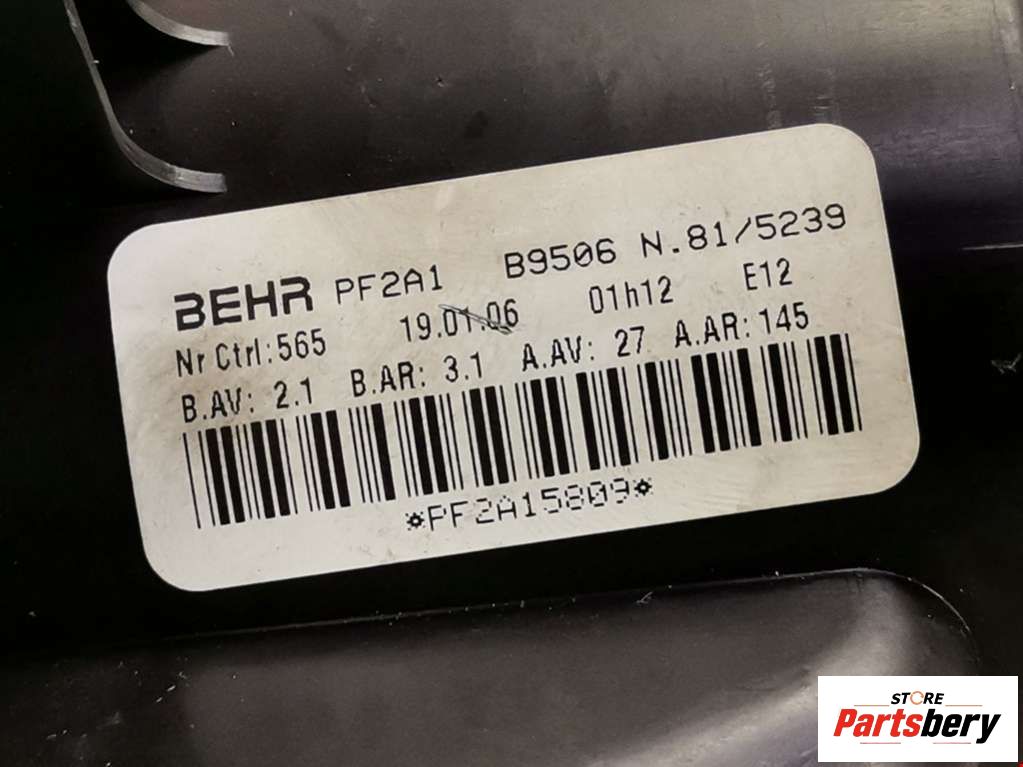 BEHR PF2A1 B9506 N.81/5239
Nr Ctrl:565 19.01.06 01h12 E12
B.AV: 2.1 B.AR: 3.1 A.AV: 27 A.AR:145
*PF2A15809*
STORE
Partsbery